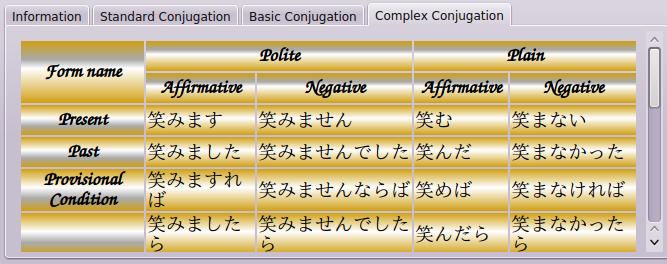 Information Standard Conjugation Basic Conjugation Complex Conjugation
Form name Polite Plain
Affirmative Negative Affirmative Negative
Present 笑みます 笑みません 笑む 笑まない
Past 笑みました 笑みませんでした 笑んだ 笑まなかった
Provisional Condition 笑みますれば 笑みませんならば 笑めば 笑まなければ
笑みましたら 笑みませんでしたら 笑んだら 笑まなかったら